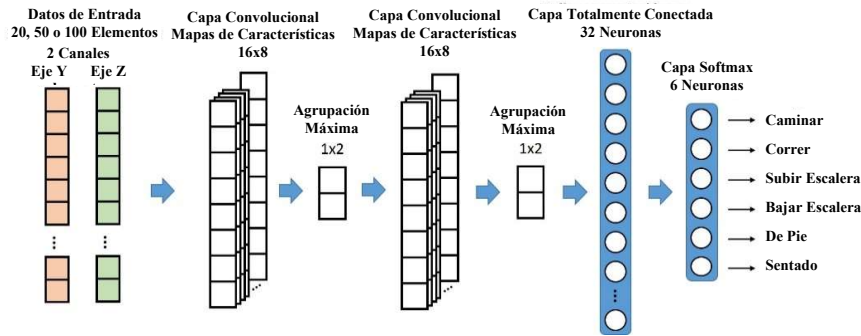 Datos de Entrada
20, 50 o 100 Elementos
2 Canales
Eje Y
Eje Z
Capa Convolucional
Mapas de Características
16x8
Agrupación
Máxima
1x2
Capa Convolucional
Mapas de Características
16x8
Agrupación
Máxima
1x2
Capa Totalmente Conectada
32 Neuronas
Capa Softmax
6 Neuronas
Caminar
Correr
Subir Escalera
Bajar Escalera
De Pie
Sentado